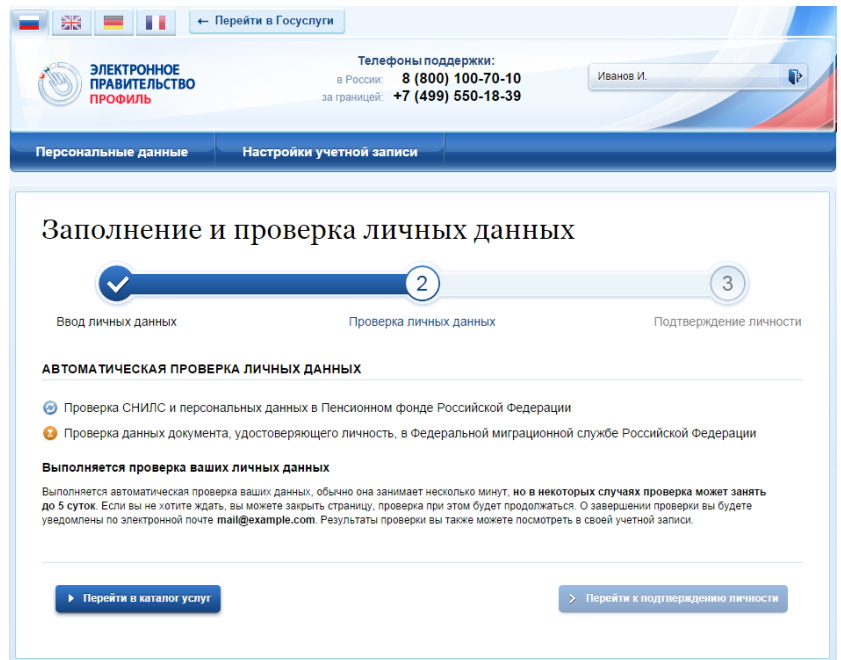 ← Перейти в Госуслуги
ЭЛЕКТРОННОЕ
ПРАВИТЕЛЬСТВО
ПРОФИЛЬ
Телефоны поддержки:
в России: 8 (800) 100-70-10
за границей: +7 (499) 550-18-39
Иванов И.
Персональные данные Настройки учетной записи
Заполнение и проверка личных данных
2 3
Ввод личных данных Проверка личных данных Подтверждение личности
АВТОМАТИЧЕСКАЯ ПРОВЕРКА ЛИЧНЫХ ДАННЫХ
Проверка СНИЛС и персональных данных в Пенсионном фонде Российской Федерации
Проверка данных документа, удостоверяющего личность, в Федеральной миграционной службе Российской Федерации
Выполняется проверка ваших личных данных
Выполняется автоматическая проверка ваших данных, обычно она занимает несколько минут, но в некоторых случаях проверка может занять
до 5 суток. Если вы не хотите ждать, вы можете закрыть страницу, проверка при этом будет продолжаться. О завершении проверки вы будете
уведомлены по электронной почте mail@example.com. Результаты проверки вы также можете посмотреть в своей учетной записи.
Перейти в каталог услуг Перейти к подтверждению личности